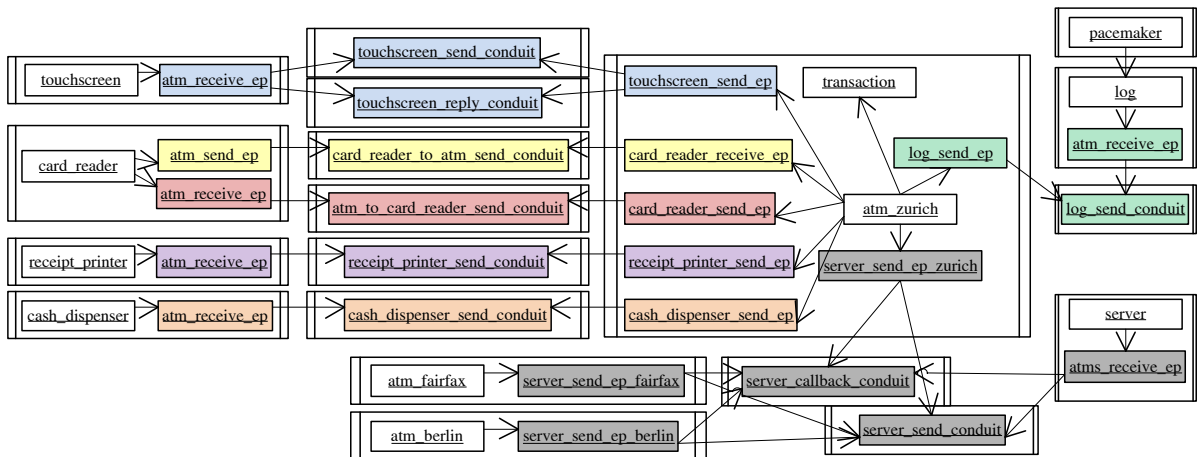 pacemaker
touchscreen_send_conduit
touchscreen
atm_receive_ep
touchscreen_send_ep
transaction
log
touchscreen_reply_conduit
card_reader
atm_send_ep
card_reader_to_atm_send_conduit
card_reader_receive_ep
log_send_ep
atm_receive_ep
atm_receive_ep
atm_to_card_reader_send_conduit
card_reader_send_ep
atm_zurich
log_send_conduit
receipt_printer
atm_receive_ep
receipt_printer_send_conduit
receipt_printer_send_ep
server_send_ep_zurich
cash_dispenser
atm_receive_ep
cash_dispenser_send_conduit
cash_dispenser_send_ep
server
atms_receive_ep
atm_fairfax
server_send_ep_fairfax
server_callback_conduit
atm_berlin
server_send_ep_berlin
server_send_conduit